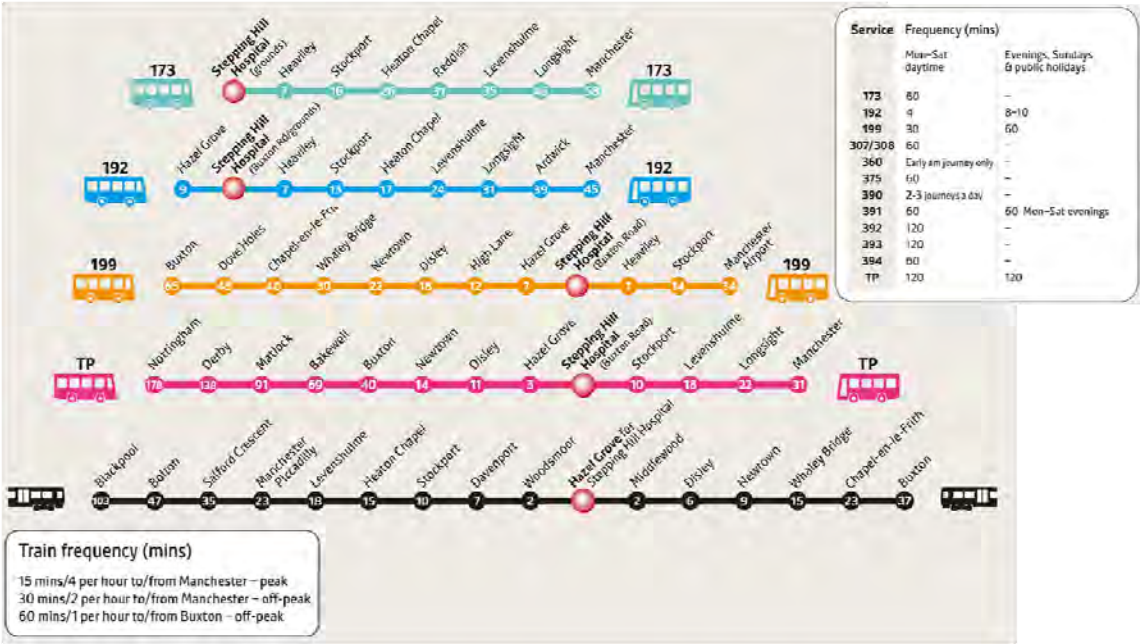 173
Stepping Hill Hospital (grounds)
Heaviley
Stockport
Heaton Chapel
Reddish
Levenshulme
Longsight
Manchester
173
7 16 26 31 35 58
192
Hazel Grove
Stepping Hill Hospital (Buxton Rd/grounds)
Heaviley
Stockport
Heaton Chapel
Levenshulme
Longsight
Ardwick
Manchester
192
9 7 13 17 24 31 39 45
199
Buxton
Dove Holes
Chapel-en-le-Fri
Whaley Bridge
Newtown
Disley
High Lane
Hazel Grove
Stepping Hill Hospital (Buxton Road)
Heaviley
Stockport
Manchester Airport
199
65 40 30 22 12 7 7 14
TP
Nottringham
Derby
Matlock
Bakewell
Buxton
Newtown
Disley
Hazel Grove
Stepping Hill Hospital (Buxton Road)
Stockport
Levenshulme
Longsight
Manchester
TP
178 138 91 69 40 14 11 3 10 18 22 31
Blackpool
Bolton
Salford Crescent
Manchester Piccadilly
Levenshulme
Heaton Chapel
Stockport
Davenport
Woodsmoor
Hazel Grove for Stepping Hill Hospital
Middlewood
Disley
Newtown
Whaley Bridge
Chapel-en-le-Frith
Buxton
47 35 23 18 15 10 7 2 2 6 9 15 23 37
Service Frequency (mins)
Mon–Sat daytime
Evenings, Sundays & public holidays
173 60 –
192 4 8–10
199 30 60
307/308 60 –
360 Early am journey only –
375 60 –
390 2-3 journeys a day –
391 60 60 Mon–Sat evenings
392 120 –
393 120 –
394 60 –
TP 120 120
Train frequency (mins)
15 mins/4 per hour to/from Manchester – peak
30 mins/2 per hour to/from Manchester – off-peak
60 mins/1 per hour to/from Buxton – off-peak